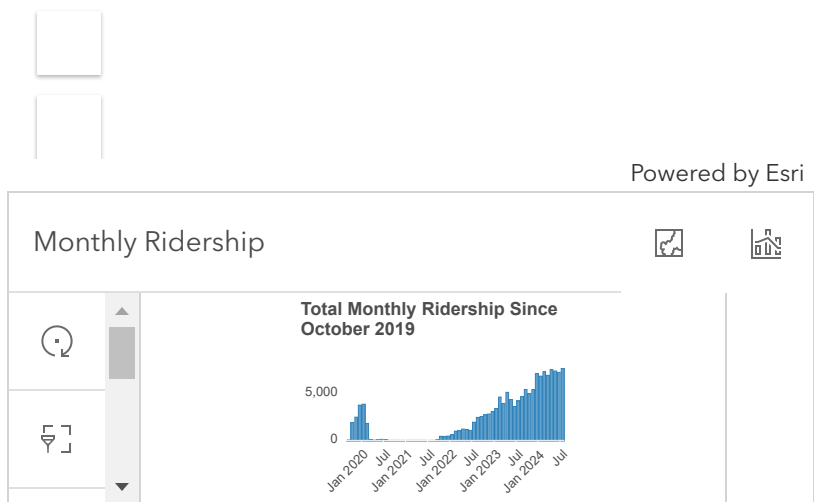 Powered by Esri
Monthly Ridership
Total Monthly Ridership Since
October 2019
5,000
0
Jan 2020
Jul
Jan 2021
Jul
Jan 2022
Jul
Jan 2023
Jul
Jan 2024
Jul